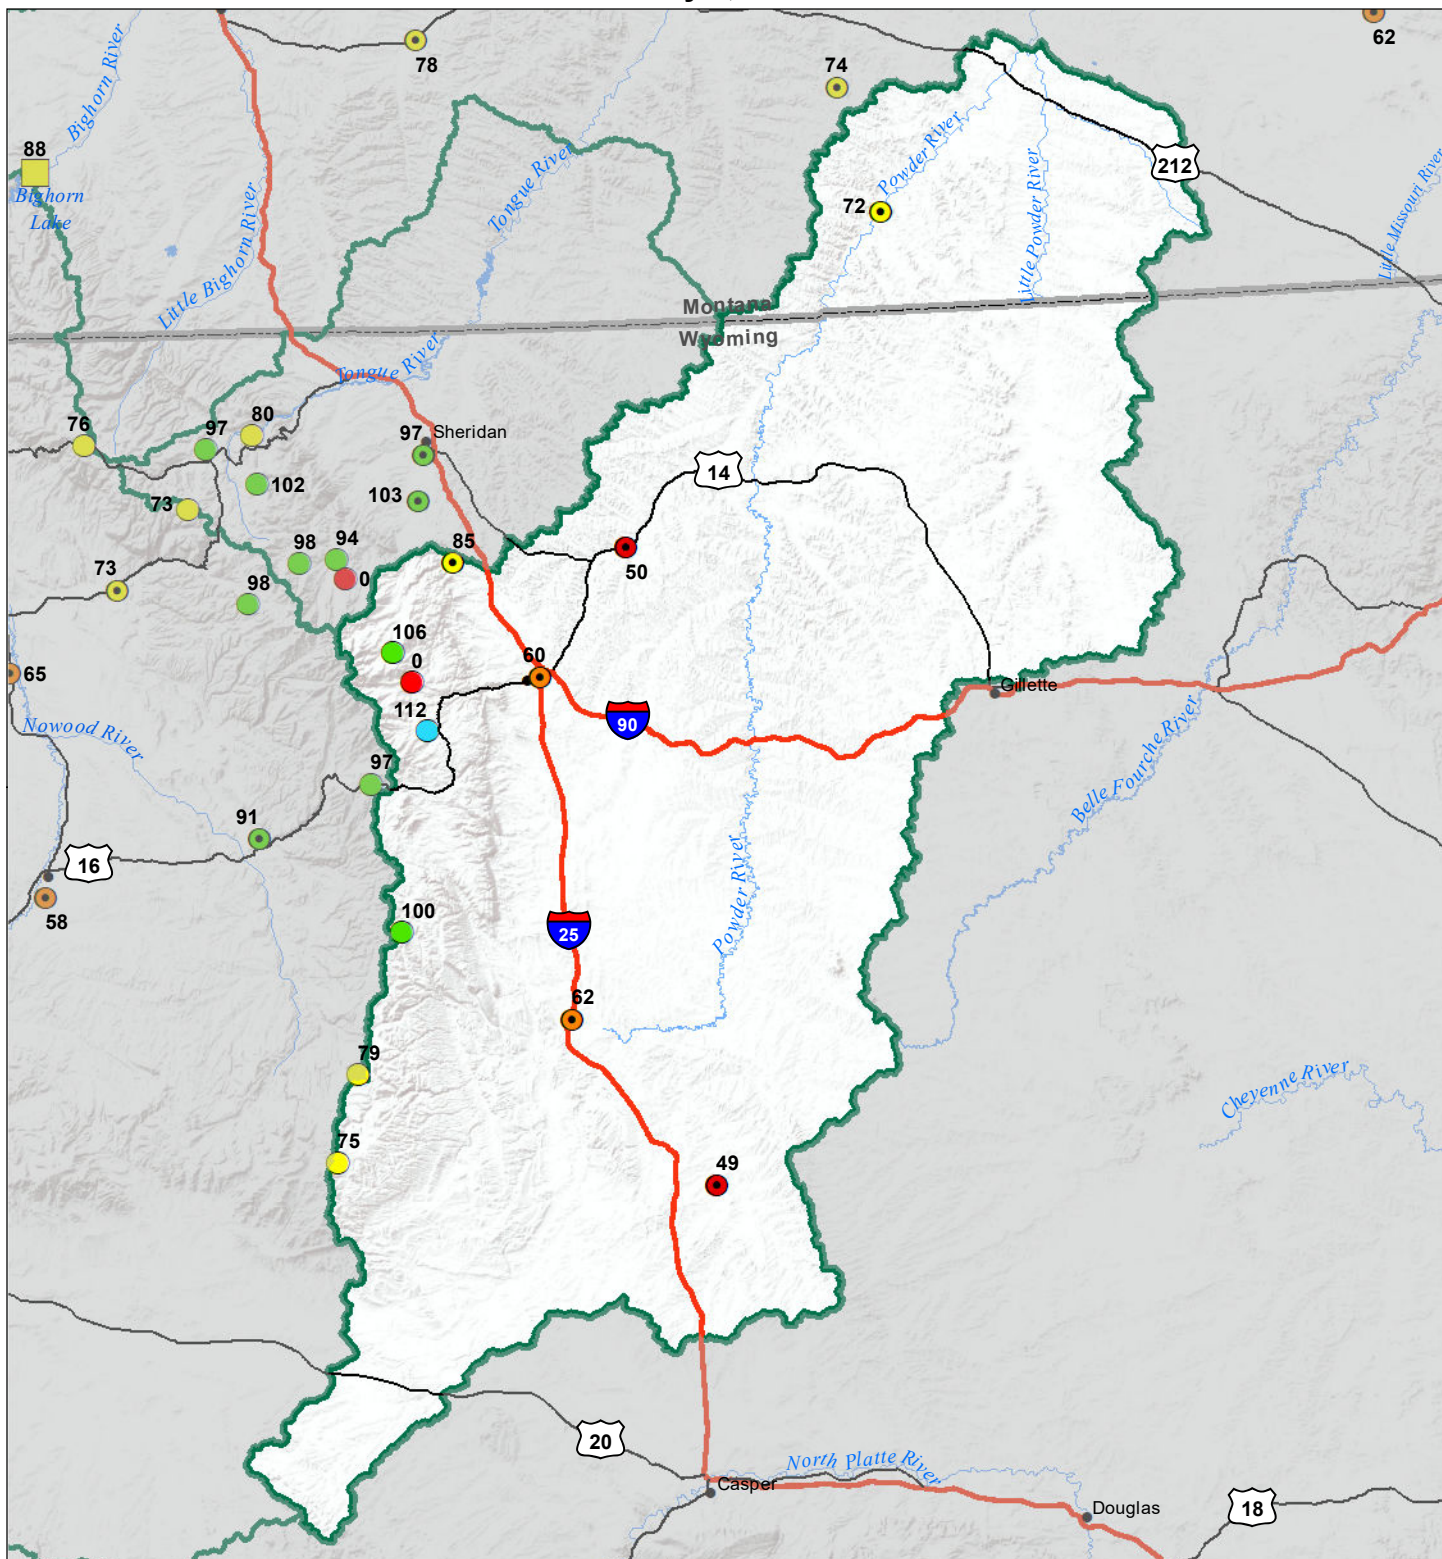 62
78
74
Bighorn River
88
Bighorn
Lake
Little Bighorn River
Tongue River
Powder River
72
Little Powder River
212
Little Missouri River
Montana
Wyoming
Tongue River
76
97
80
97
Sheridan
102
103
73
14
98
94
0
85
50
73
98
106
0
60
65
112
90
Gillette
Nowood River
97
Belle Fourche River
91
16
58
100
25
Powder River
62
79
Cheyenne River
75
49
20
North Platte River
Casper
Douglas
18